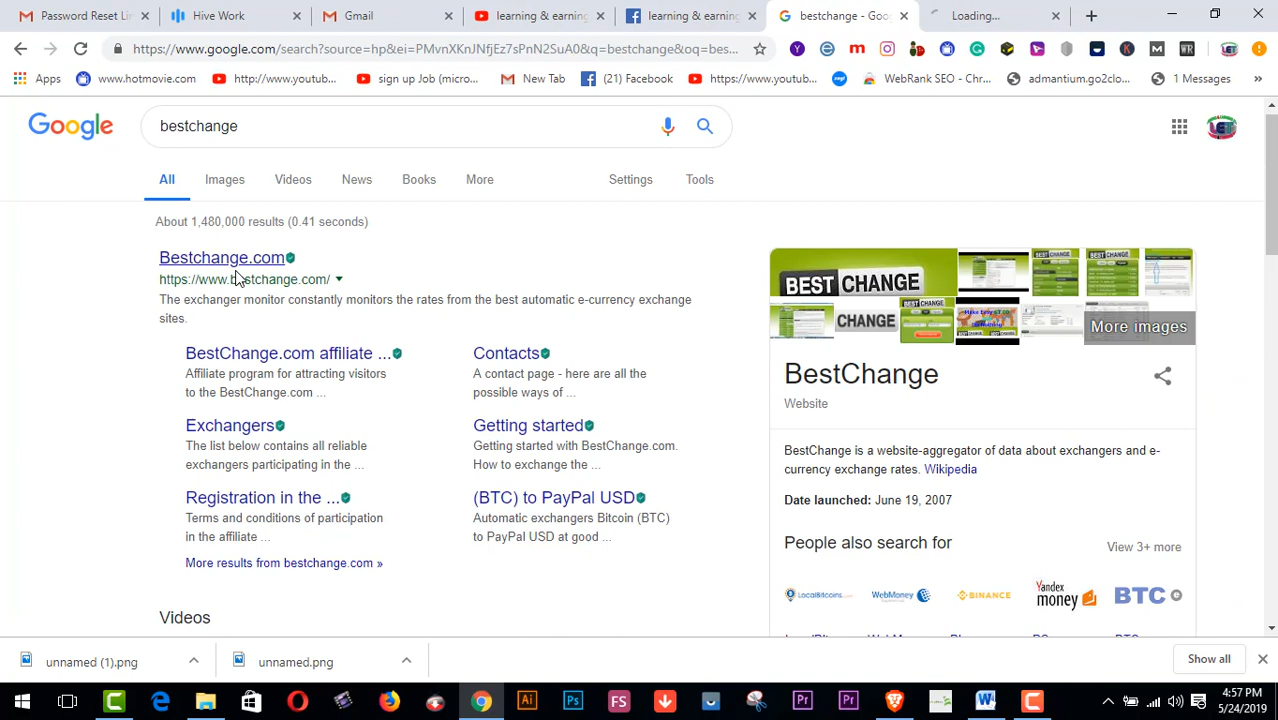 Password Reset Lin
Hive Work
Gmail
learning & earning
learning & earning
bestchange - Goo
Loading...
https://www.google.com/search?source=hp&ei=PMvnXKnJNfjEz7sPnN2SuA0&q=bestchange&oq=bes...
Apps
www.hotmovie.com
http://www.youtub...
sign up Job (micro...
New Tab
(21) Facebook
https://www.youtub...
WebRank SEO - Chr...
admantium.go2clo...
1 Messages
Google
bestchange
All
Images
Videos
News
Books
More
Settings
Tools
About 1,480,000 results (0.41 seconds)
Bestchange.com
https://www.bestchange.com/
The exchanger monitor constantly monitors
in the best automatic e-currency exchange
sites.
BestChange.com affiliate ...
Affiliate program for attracting visitors
to the BestChange.com ...
Contacts
A contact page - here are all the
possible ways of ...
Exchangers
The list below contains all reliable
exchangers participating in the ...
Getting started
Getting started with BestChange.com.
How to exchange the ...
Registration in the ...
Terms and conditions of participation
in the affiliate ...
(BTC) to PayPal USD
Automatic exchangers Bitcoin (BTC)
to PayPal USD at good ...
More results from bestchange.com »
Videos
BEST CHANGE
CHANGE
More images
BestChange
Website
BestChange is a website-aggregator of data about exchangers and e-
currency exchange rates. Wikipedia
Date launched: June 19, 2007
People also search for
View 3+ more
LocalBitcoins
WebMoney
BINANCE
Yandex
money
BTC e
unnamed (1).png
unnamed.png
Show all
4:57 PM
5/24/2019